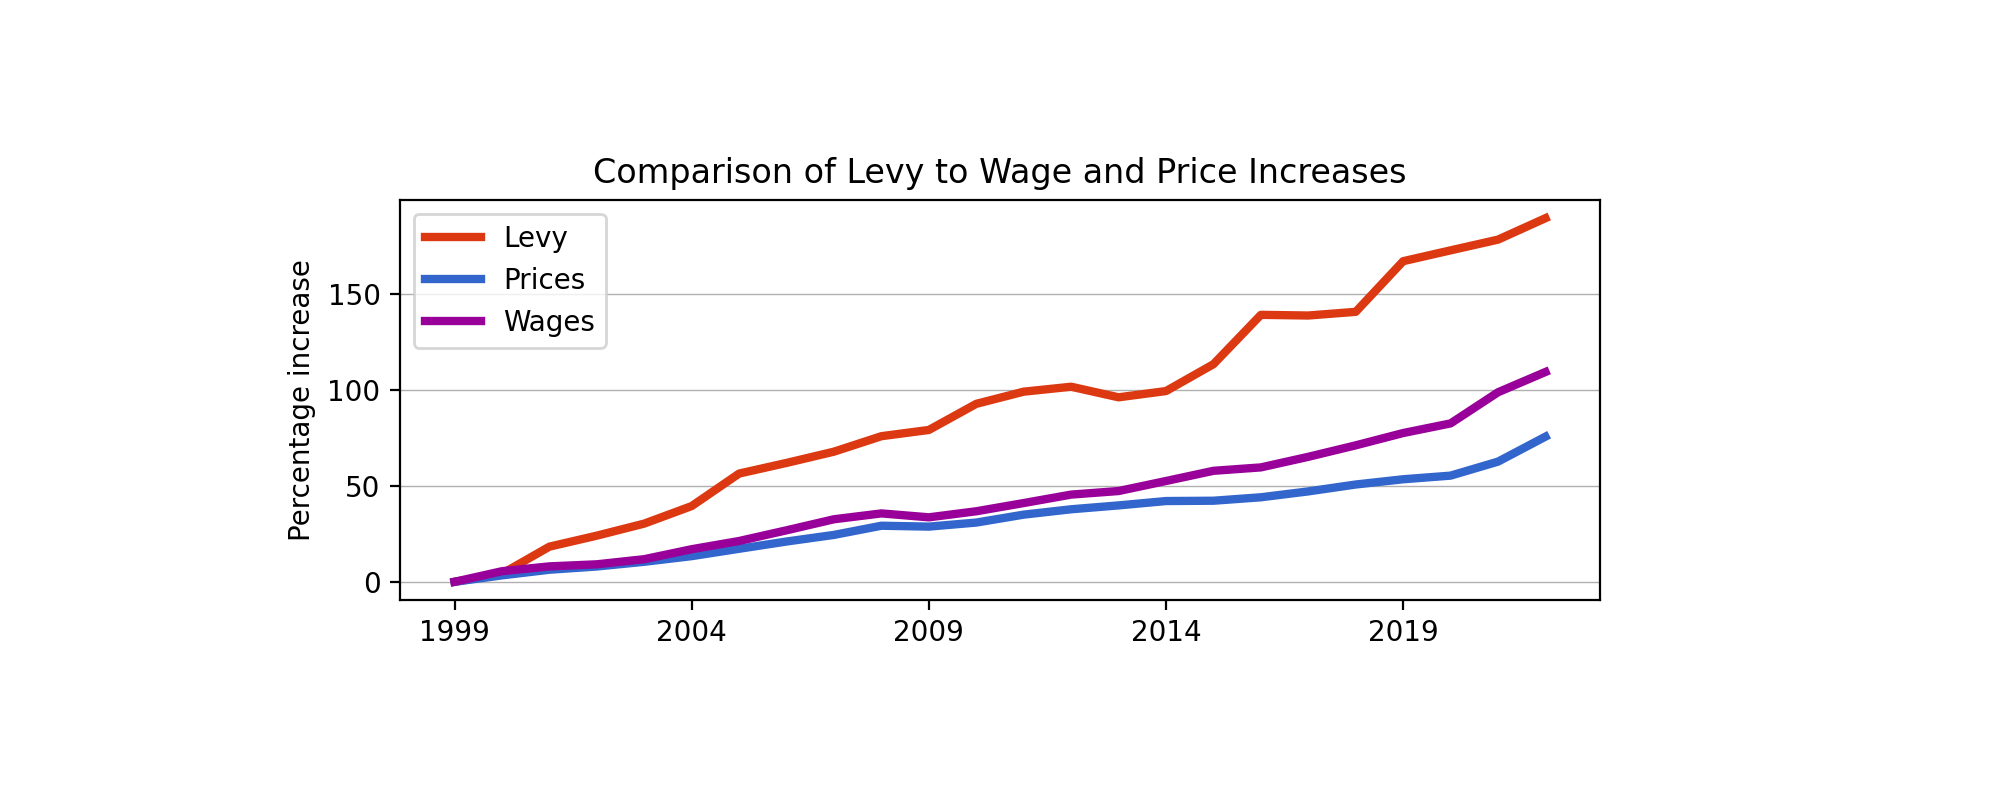 Comparison of Levy to Wage and Price Increases
Levy
Prices
Wages
Percentage increase
150
100
50
0
1999 2004 2009 2014 2019